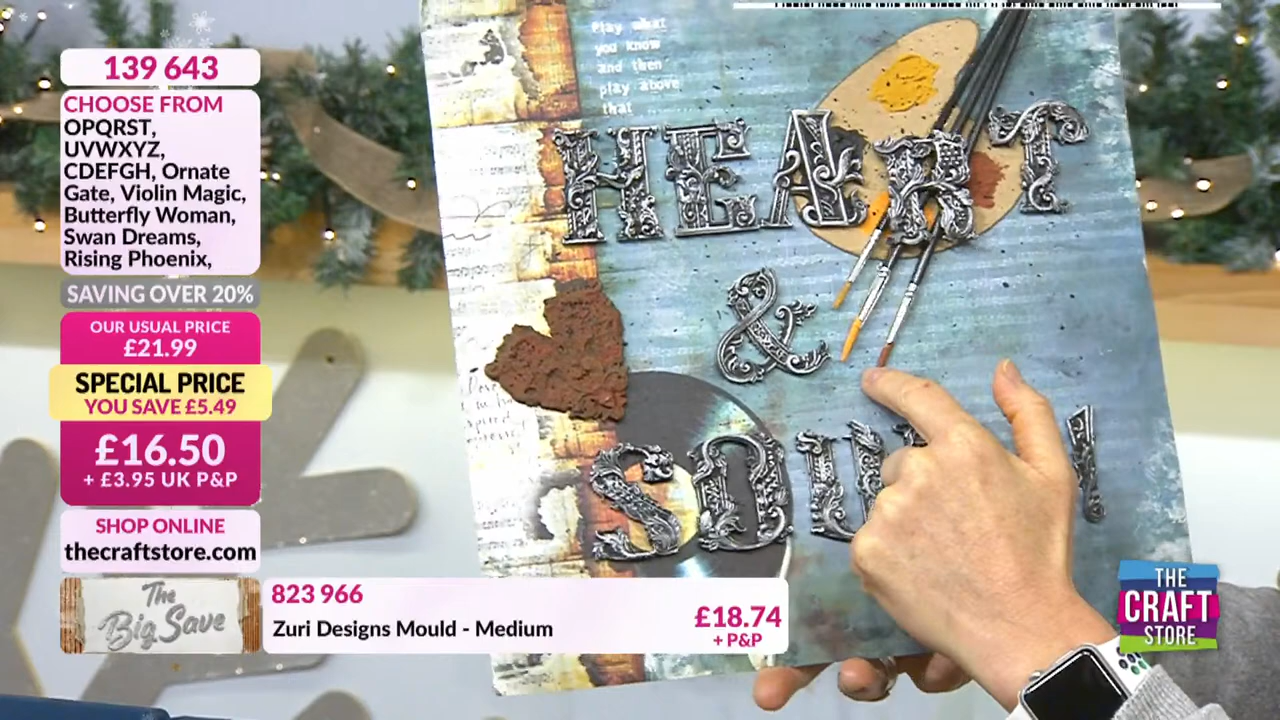 139 643
CHOOSE FROM
OPQRST,
UVWXYZ,
CDEFGH, Ornate
Gate, Violin Magic,
Butterfly Woman,
Swan Dreams,
Rising Phoenix,
SAVING OVER 20%
OUR USUAL PRICE
£21.99
SPECIAL PRICE
YOU SAVE £5.49
£16.50
+ £3.95 UK P&P
SHOP ONLINE
thecraftstore.com
The
Big Save
823 966
Zuri Designs Mould - Medium
£18.74
+ P&P
Play what
you know
and then
play above
that
HEART
&
SOU !
THE
CRAFT
STORE